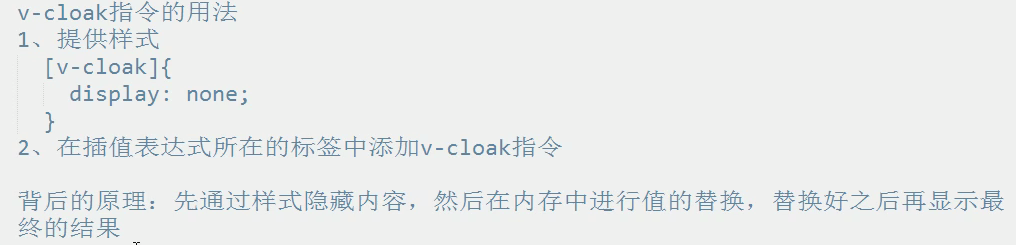 v-cloak指令的用法
1、提供样式
[v-cloak]{
display: none;
}
2、在插值表达式所在的标签中添加v-cloak指令
背后的原理：先通过样式隐藏内容，然后在内存中进行值的替换，替换好之后再显示最
终的结果